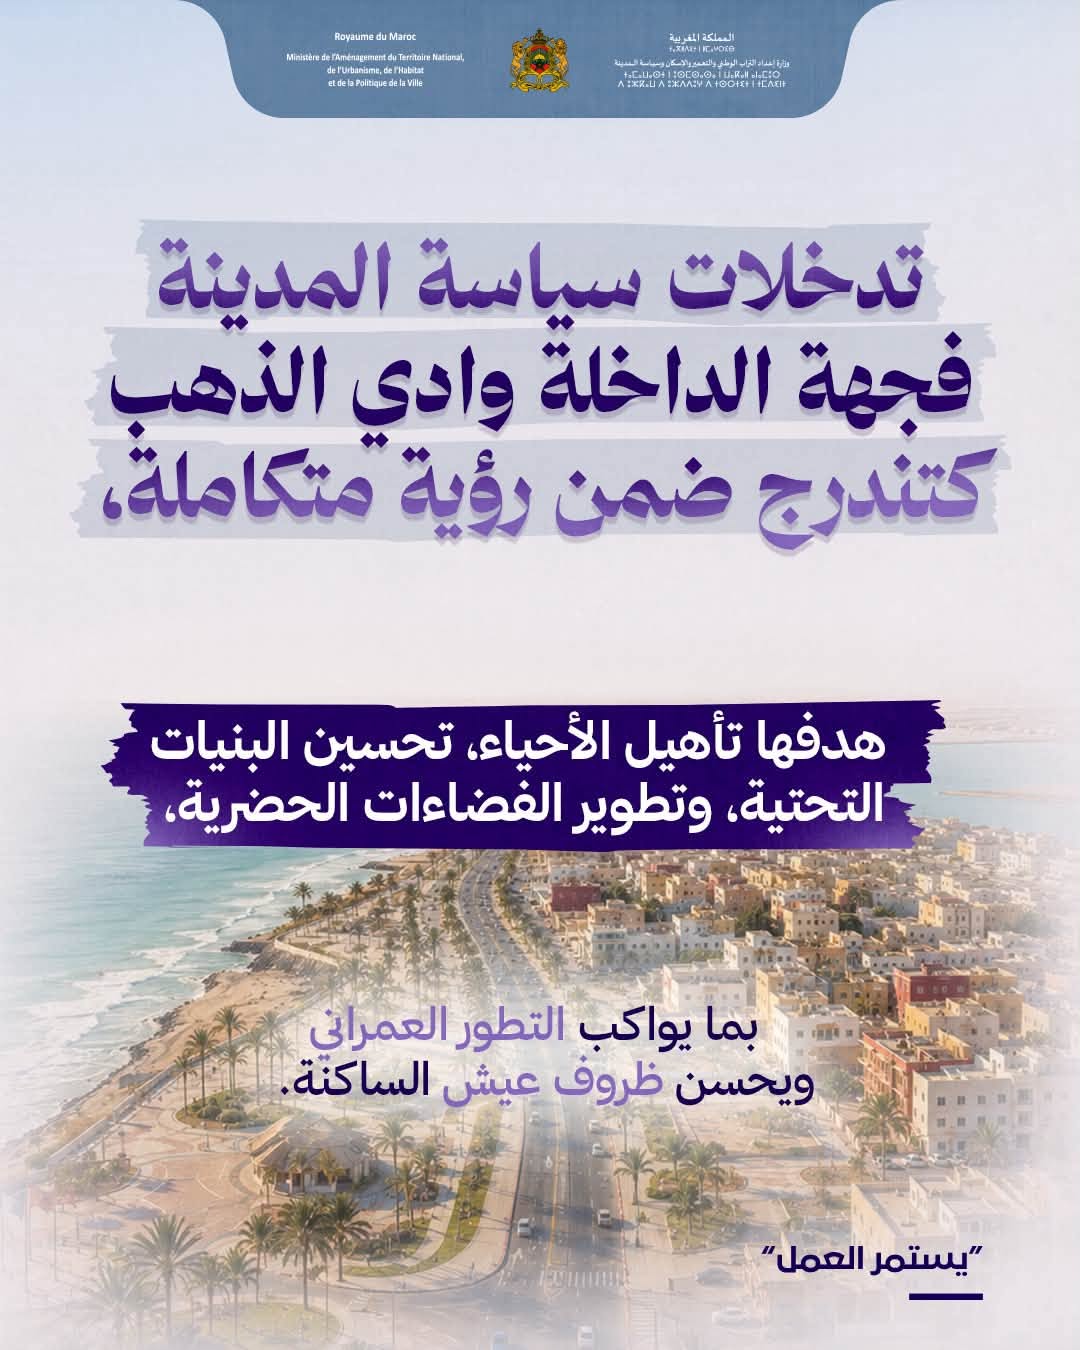 Royaume du Maroc
Ministère de l'Aménagement du Territoire National,
de l'Urbanisme, de l'Habitat
et de la Politique de la Ville
المملكة المغربية
ⵜⴰⴳⵍⴷⵉⵜ ⵏ ⵍⵎⵖⵔⵉⴱ
وزارة إعداد التراب الوطني والتعمير والإسكان وسياسة المدينة
تدخلات سياسة المدينة
فجهة الداخلة وادي الذهب
كتندرج ضمن رؤية متكاملة،
هدفها تأهيل الأحياء، تحسين البنيات
التحتية، وتطوير الفضاءات الحضرية،
بما يواكب التطور العمراني
ويحسن ظروف عيش الساكنة.
”يستمر العمل“